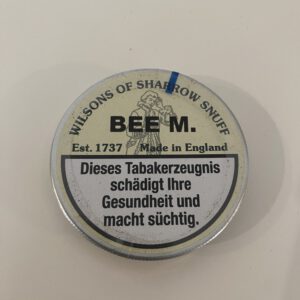 WILSONS OF SHARROW SNUFF
BEE M.
Est. 1737 Made in England
Dieses Tabakerzeugnis
schädigt Ihre
Gesundheit und
macht süchtig.